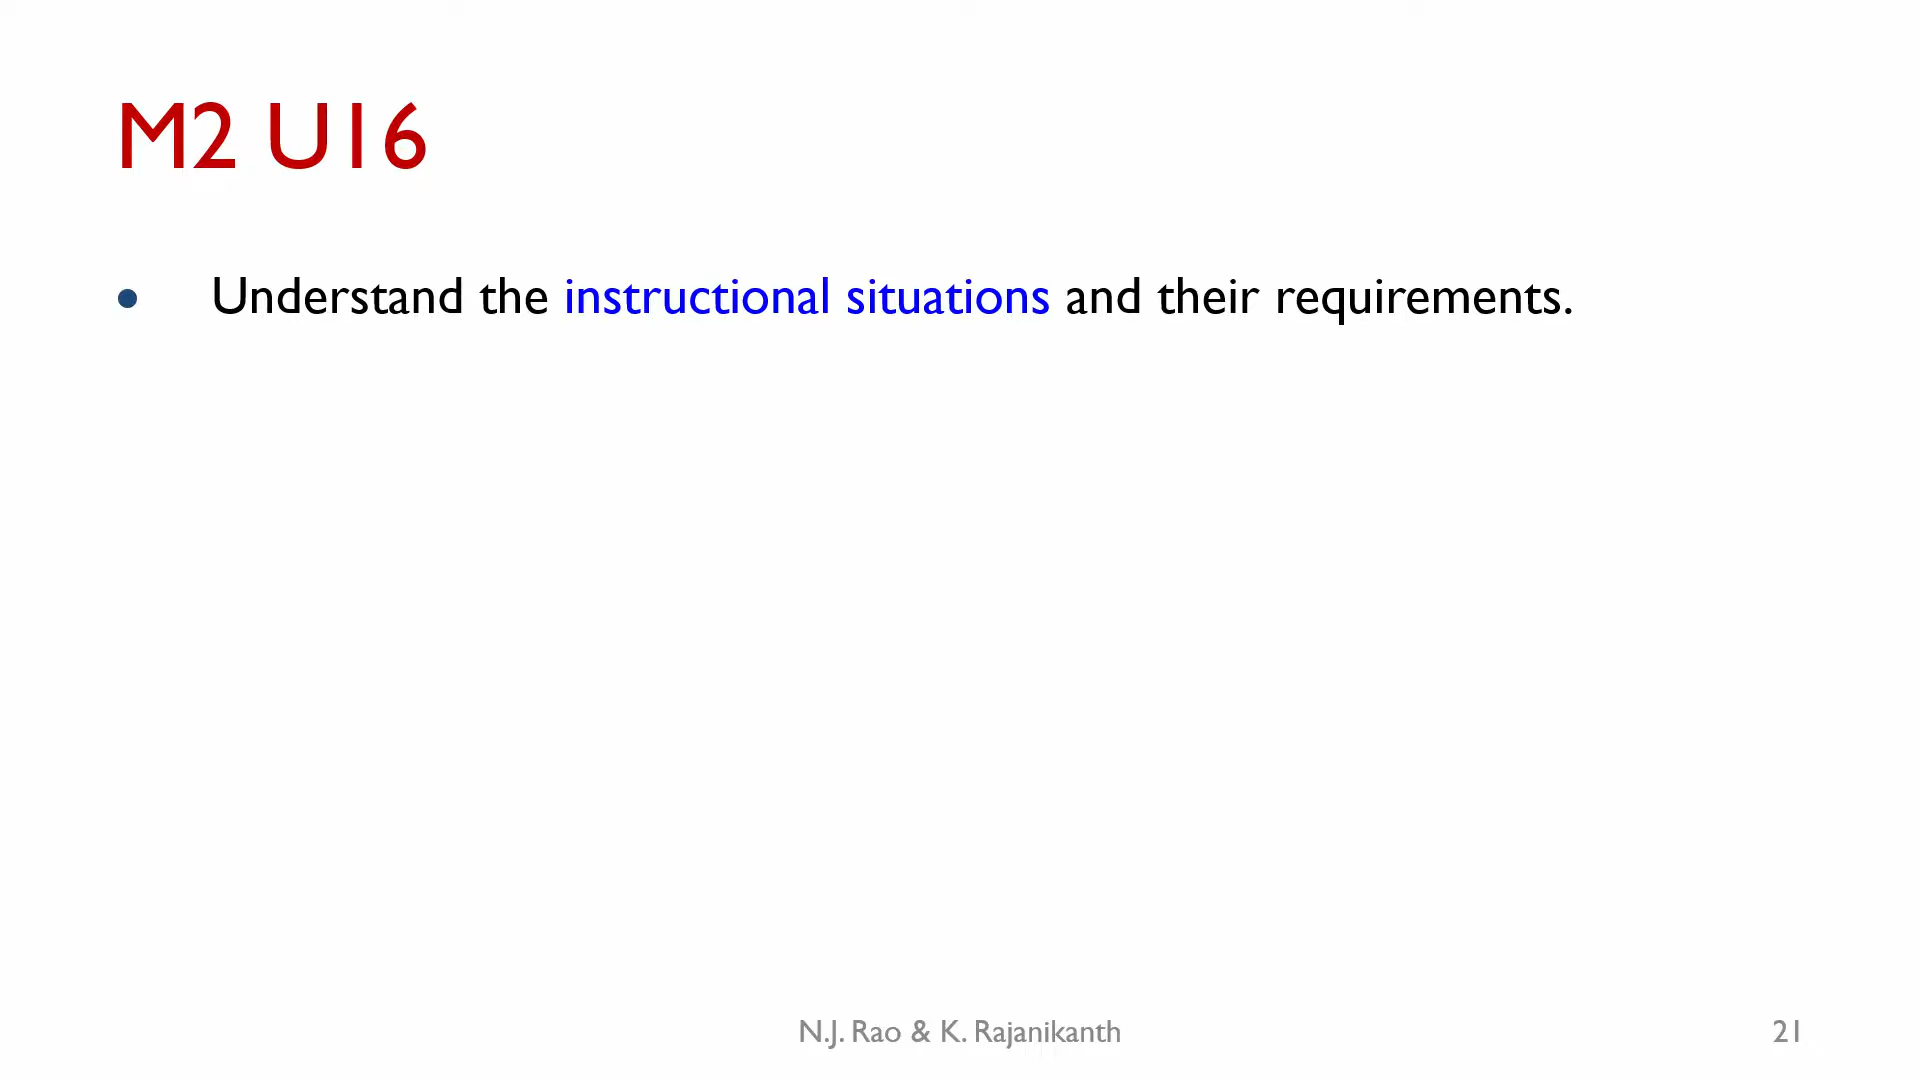 M2 U16
• Understand the instructional situations and their requirements.
N.J. Rao & K. Rajanikanth
21